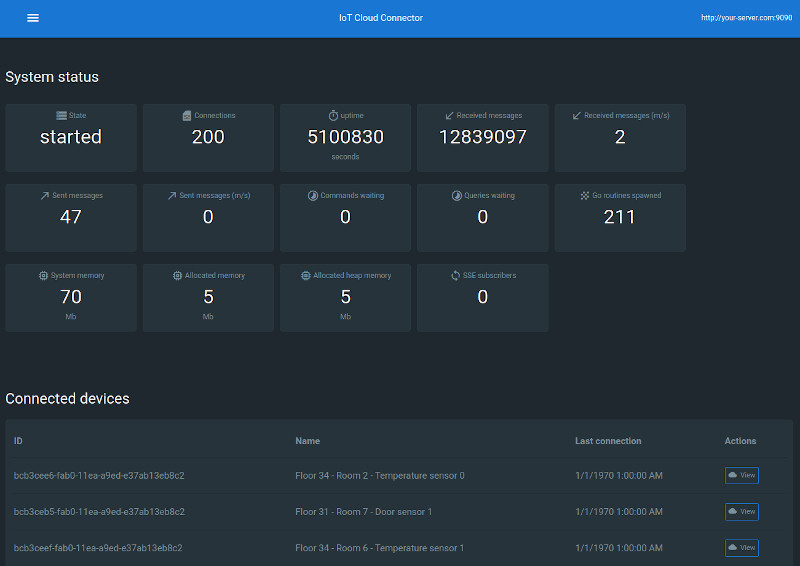 IoT Cloud Connector
http://your-server.com:9090
System status
State
started
Connections
200
uptime
5100830
seconds
Received messages
12839097
Received messages (m/s)
2
Sent messages
47
Sent messages (m/s)
0
Commands waiting
0
Queries waiting
0
Go routines spawned
211
System memory
70
Mb
Allocated memory
5
Mb
Allocated heap memory
5
Mb
SSE subscribers
0
Connected devices
ID Name Last connection Actions
bcb3cee6-fab0-11ea-a9ed-e37ab13eb8c2 Floor 34 - Room 2 - Temperature sensor 0 1/1/1970 1:00:00 AM View
bcb3ceb5-fab0-11ea-a9ed-e37ab13eb8c2 Floor 31 - Room 7 - Door sensor 1 1/1/1970 1:00:00 AM View
bcb3ceef-fab0-11ea-a9ed-e37ab13eb8c2 Floor 34 - Room 6 - Temperature sensor 1 1/1/1970 1:00:00 AM View